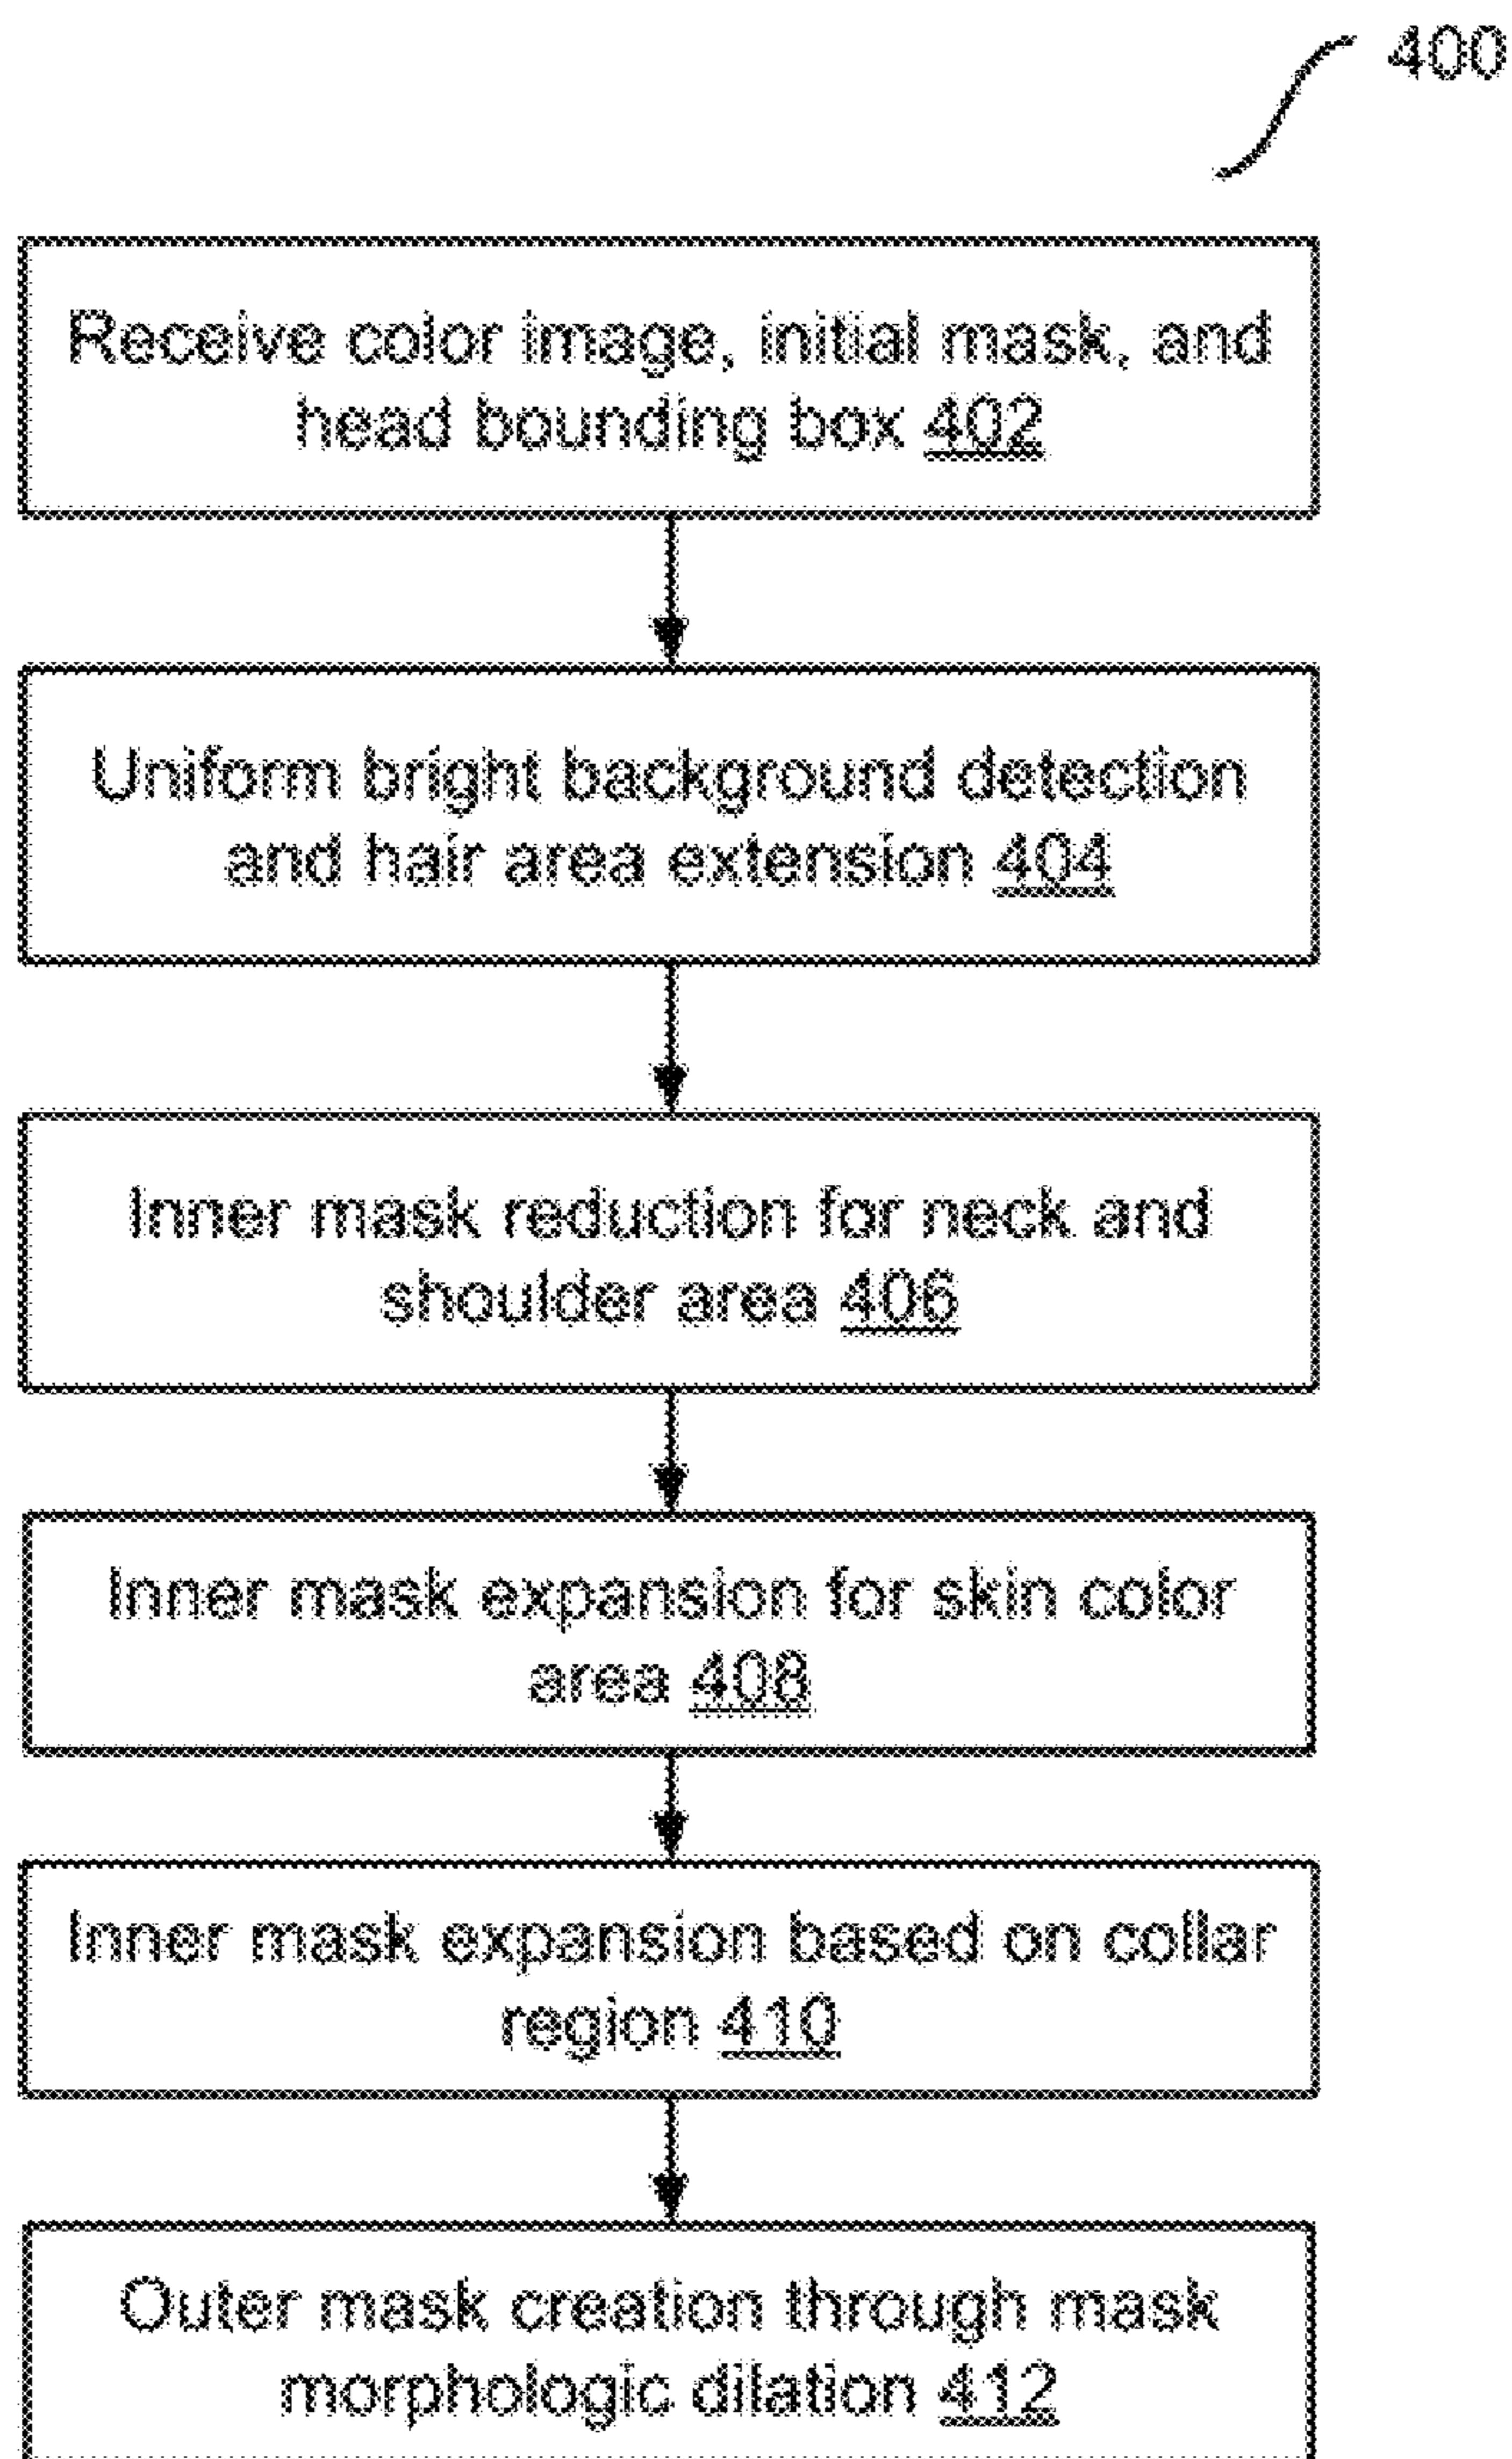 400
Receive color image, initial mask, and
head bounding box 402
Uniform bright background detection
and hair area extension 404
Inner mask reduction for neck and
shoulder area 406
Inner mask expansion for skin color
area 408
Inner mask expansion based on collar
region 410
Outer mask creation through mask
morphologic dilation 412